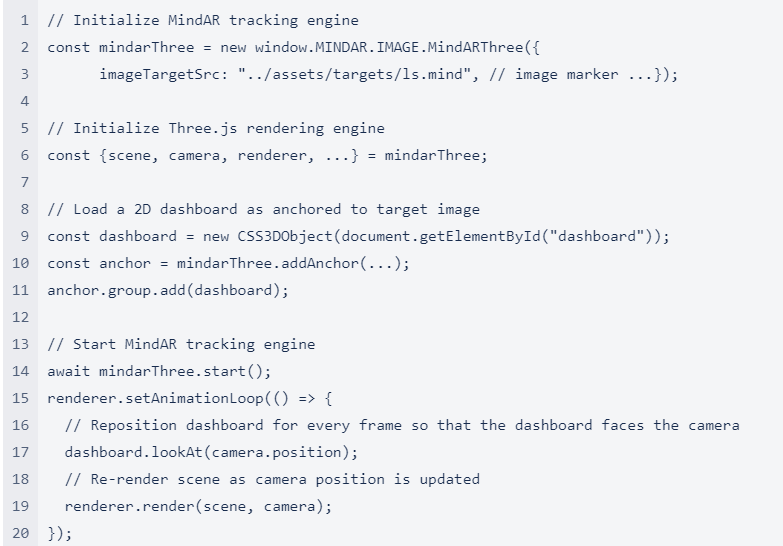 1 // Initialize MindAR tracking engine
2 const mindarThree = new window.MINDAR.IMAGE.MindARThree({
3       imageTargetSrc: "../assets/targets/ls.mind", // image marker ...});
4
5 // Initialize Three.js rendering engine
6 const {scene, camera, renderer, ...} = mindarThree;
7
8 // Load a 2D dashboard as anchored to target image
9 const dashboard = new CSS3DObject(document.getElementById("dashboard"));
10 const anchor = mindarThree.addAnchor(...);
11 anchor.group.add(dashboard);
12
13 // Start MindAR tracking engine
14 await mindarThree.start();
15 renderer.setAnimationLoop(() => {
16   // Reposition dashboard for every frame so that the dashboard faces the camera
17   dashboard.lookAt(camera.position);
18   // Re-render scene as camera position is updated
19   renderer.render(scene, camera);
20 });